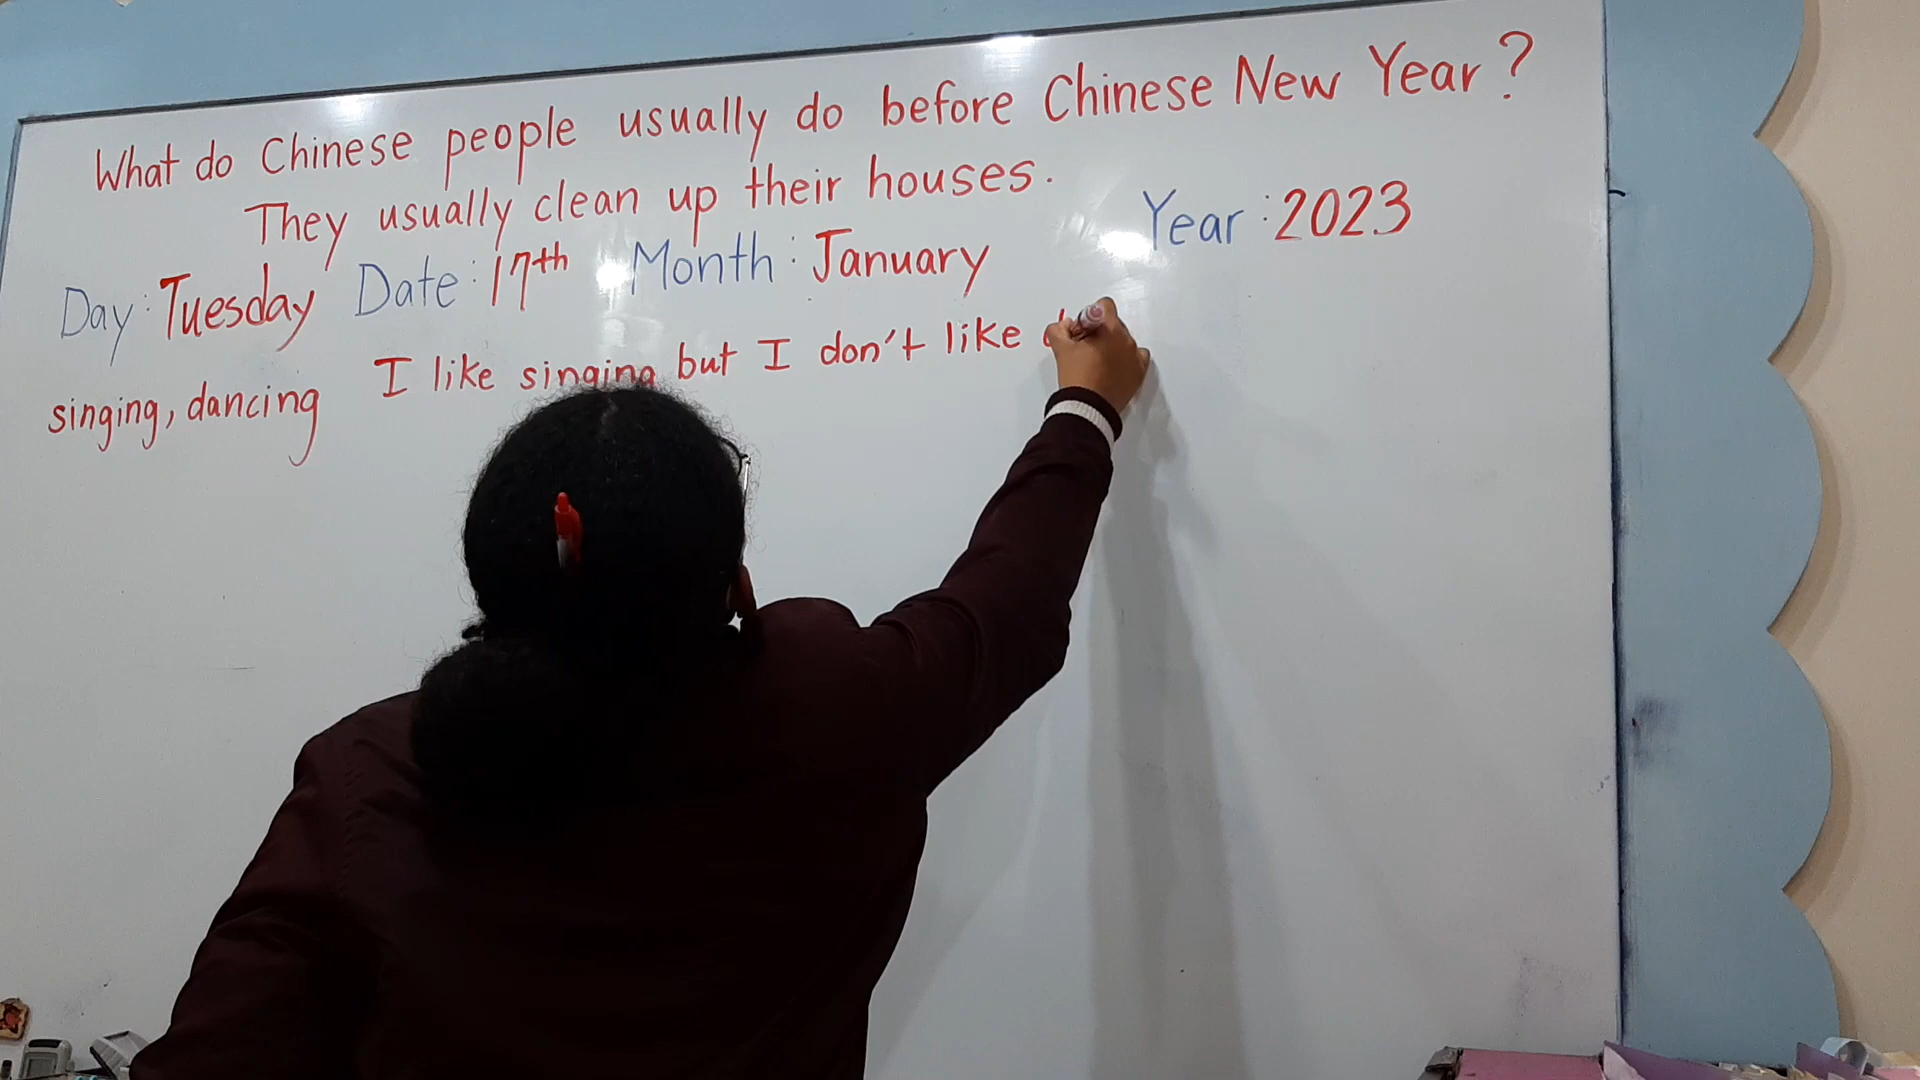 What do Chinese people usually do before Chinese New Year?
They usually clean up their houses.
Day: Tuesday Date: 17th Month: January Year: 2023
singing, dancing I like singing but I don't like